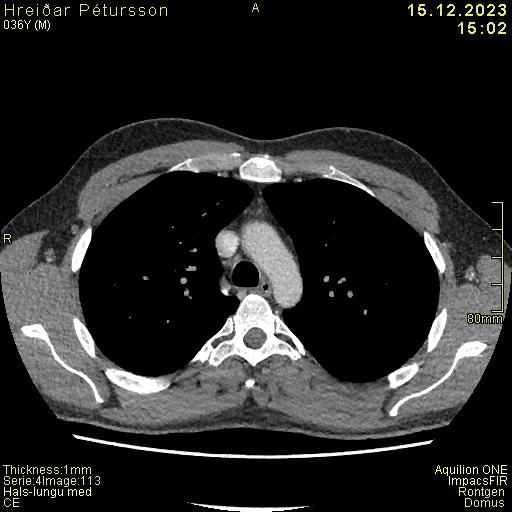 Hreiðar Pétursson
036Y (M)
A
15.12.2023
15:02
R
80mm
Thickness:1mm
Serie:4Image:113
Hals-lungu med
CE
Aquilion ONE
ImpacsFIR
Rontgen
Domus